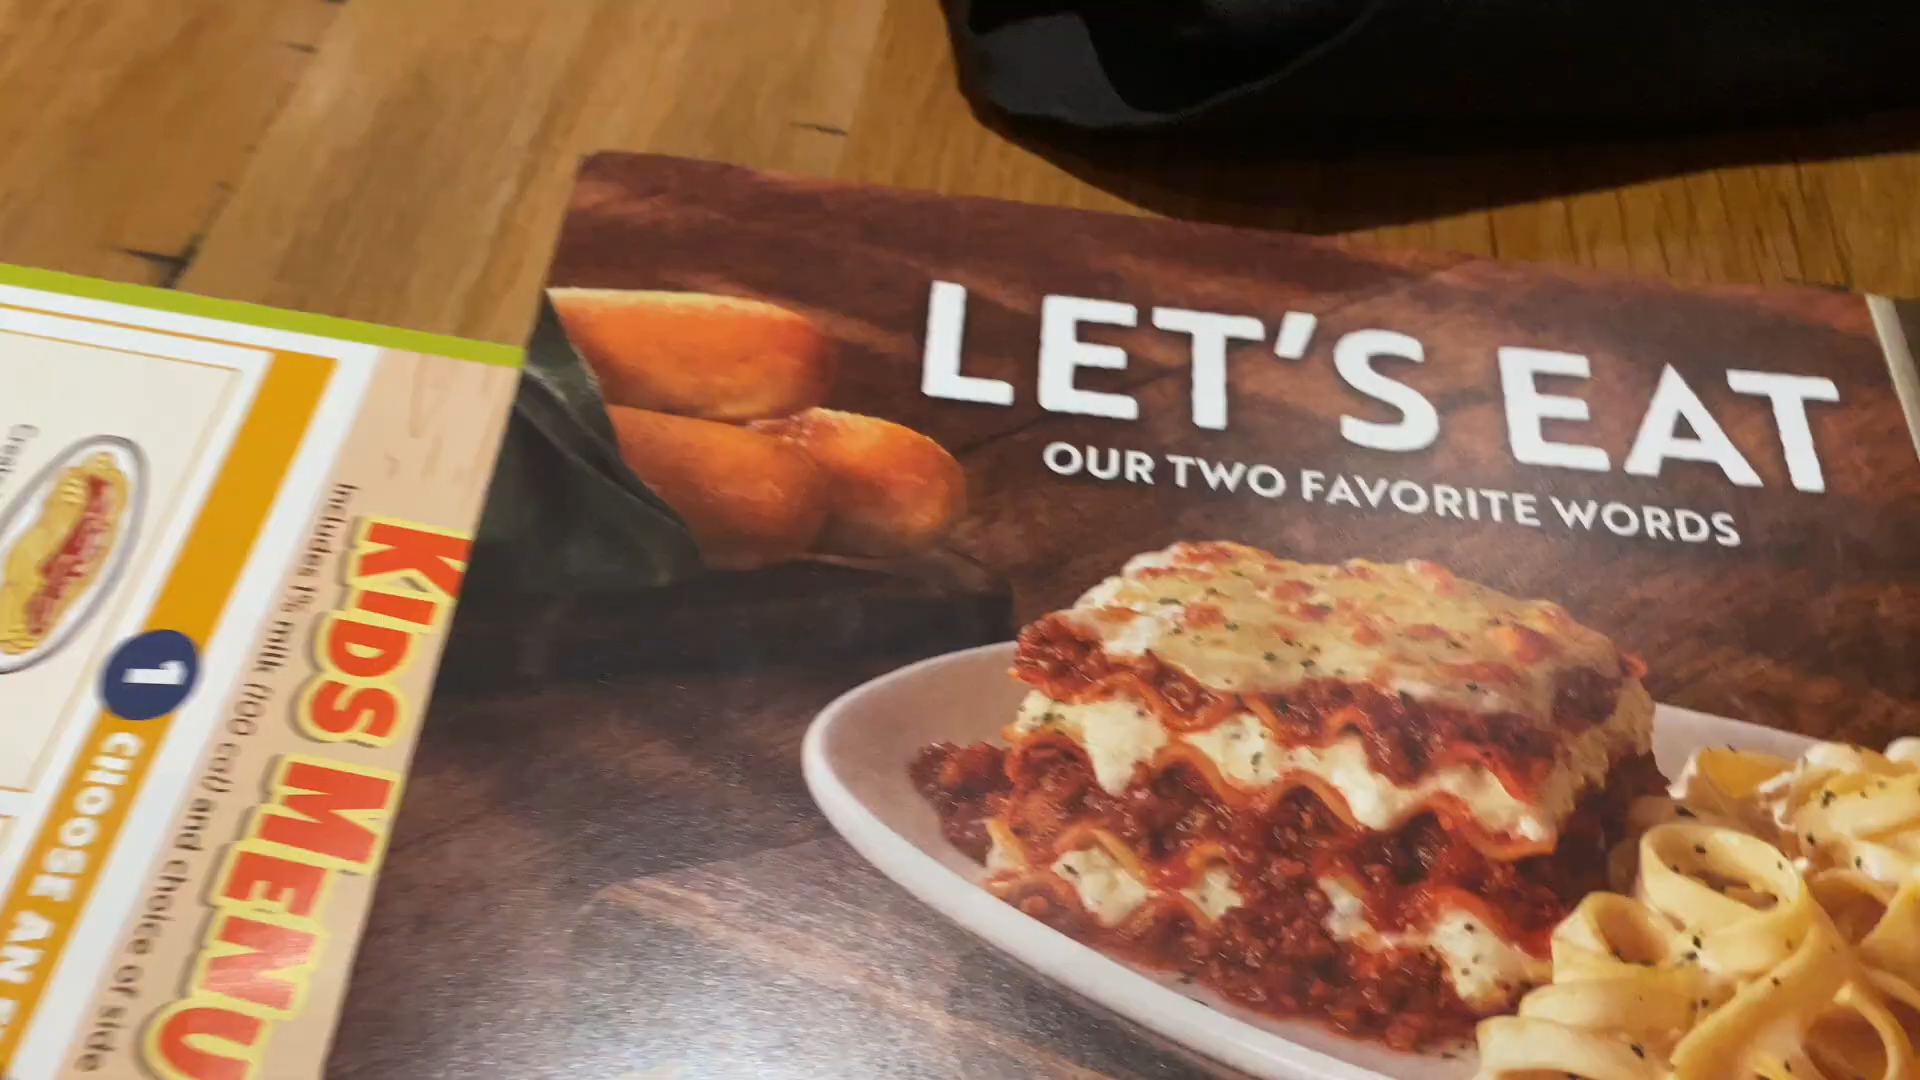 LET'S EAT
OUR TWO FAVORITE WORDS
KIDS MENU
Includes 1% milk (100 cal) and choice of side
1 CHOOSE AN